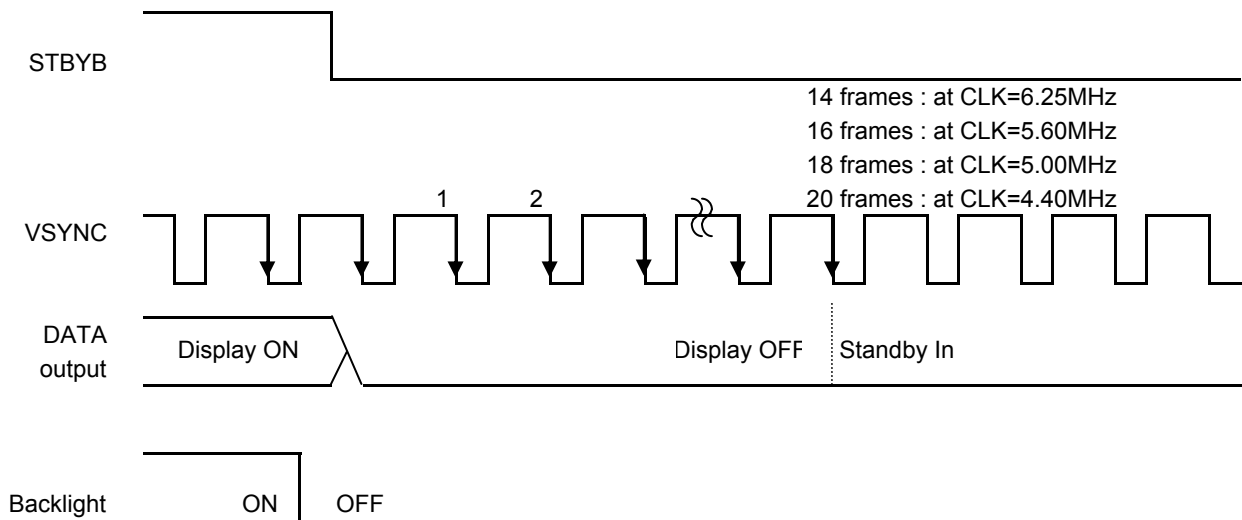 STBYB
14 frames : at CLK=6.25MHz
16 frames : at CLK=5.60MHz
18 frames : at CLK=5.00MHz
20 frames : at CLK=4.40MHz
1 2
VSYNC
DATA
output
Display ON Display OFF Standby In
Backlight ON OFF